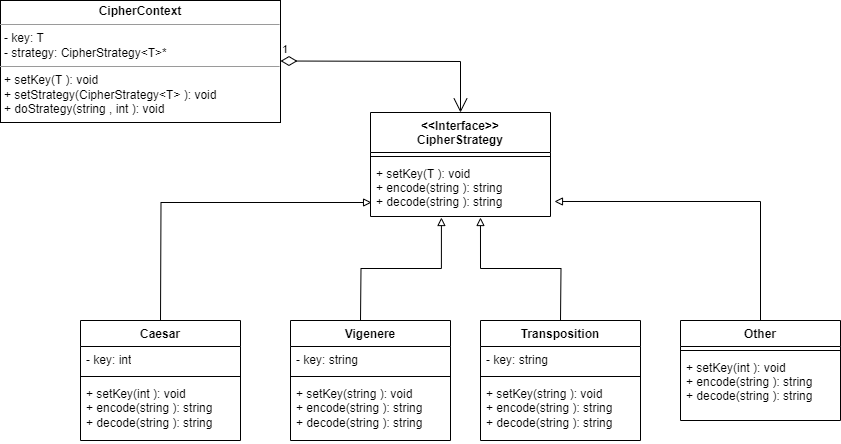 CipherContext
- key: T
- strategy: CipherStrategy<T>*
+ setKey(T ): void
+ setStrategy(CipherStrategy<T> ): void
+ doStrategy(string , int ): void
1
<<Interface>>
CipherStrategy
+ setKey(T ): void
+ encode(string ): string
+ decode(string ): string
Caesar
- key: int
+ setKey(int ): void
+ encode(string ): string
+ decode(string ): string
Vigenere
- key: string
+ setKey(string ): void
+ encode(string ): string
+ decode(string ): string
Transposition
- key: string
+ setKey(string ): void
+ encode(string ): string
+ decode(string ): string
Other
+ setKey(int ): void
+ encode(string ): string
+ decode(string ): string